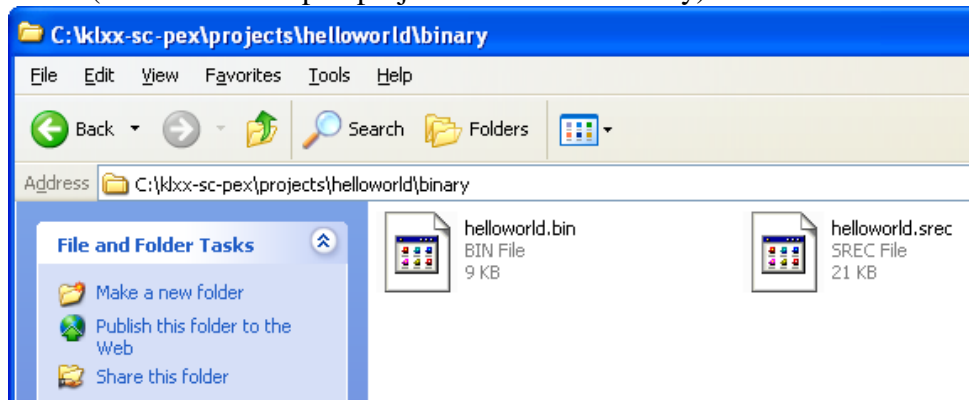 C:\klxx-sc-pex\projects\helloworld\binary
File Edit View Favorites Tools Help
Back Search Folders
Address C:\klxx-sc-pex\projects\helloworld\binary
File and Folder Tasks
Make a new folder
Publish this folder to the
Web
Share this folder
helloworld.bin
BIN File
9 KB
helloworld.srec
SREC File
21 KB